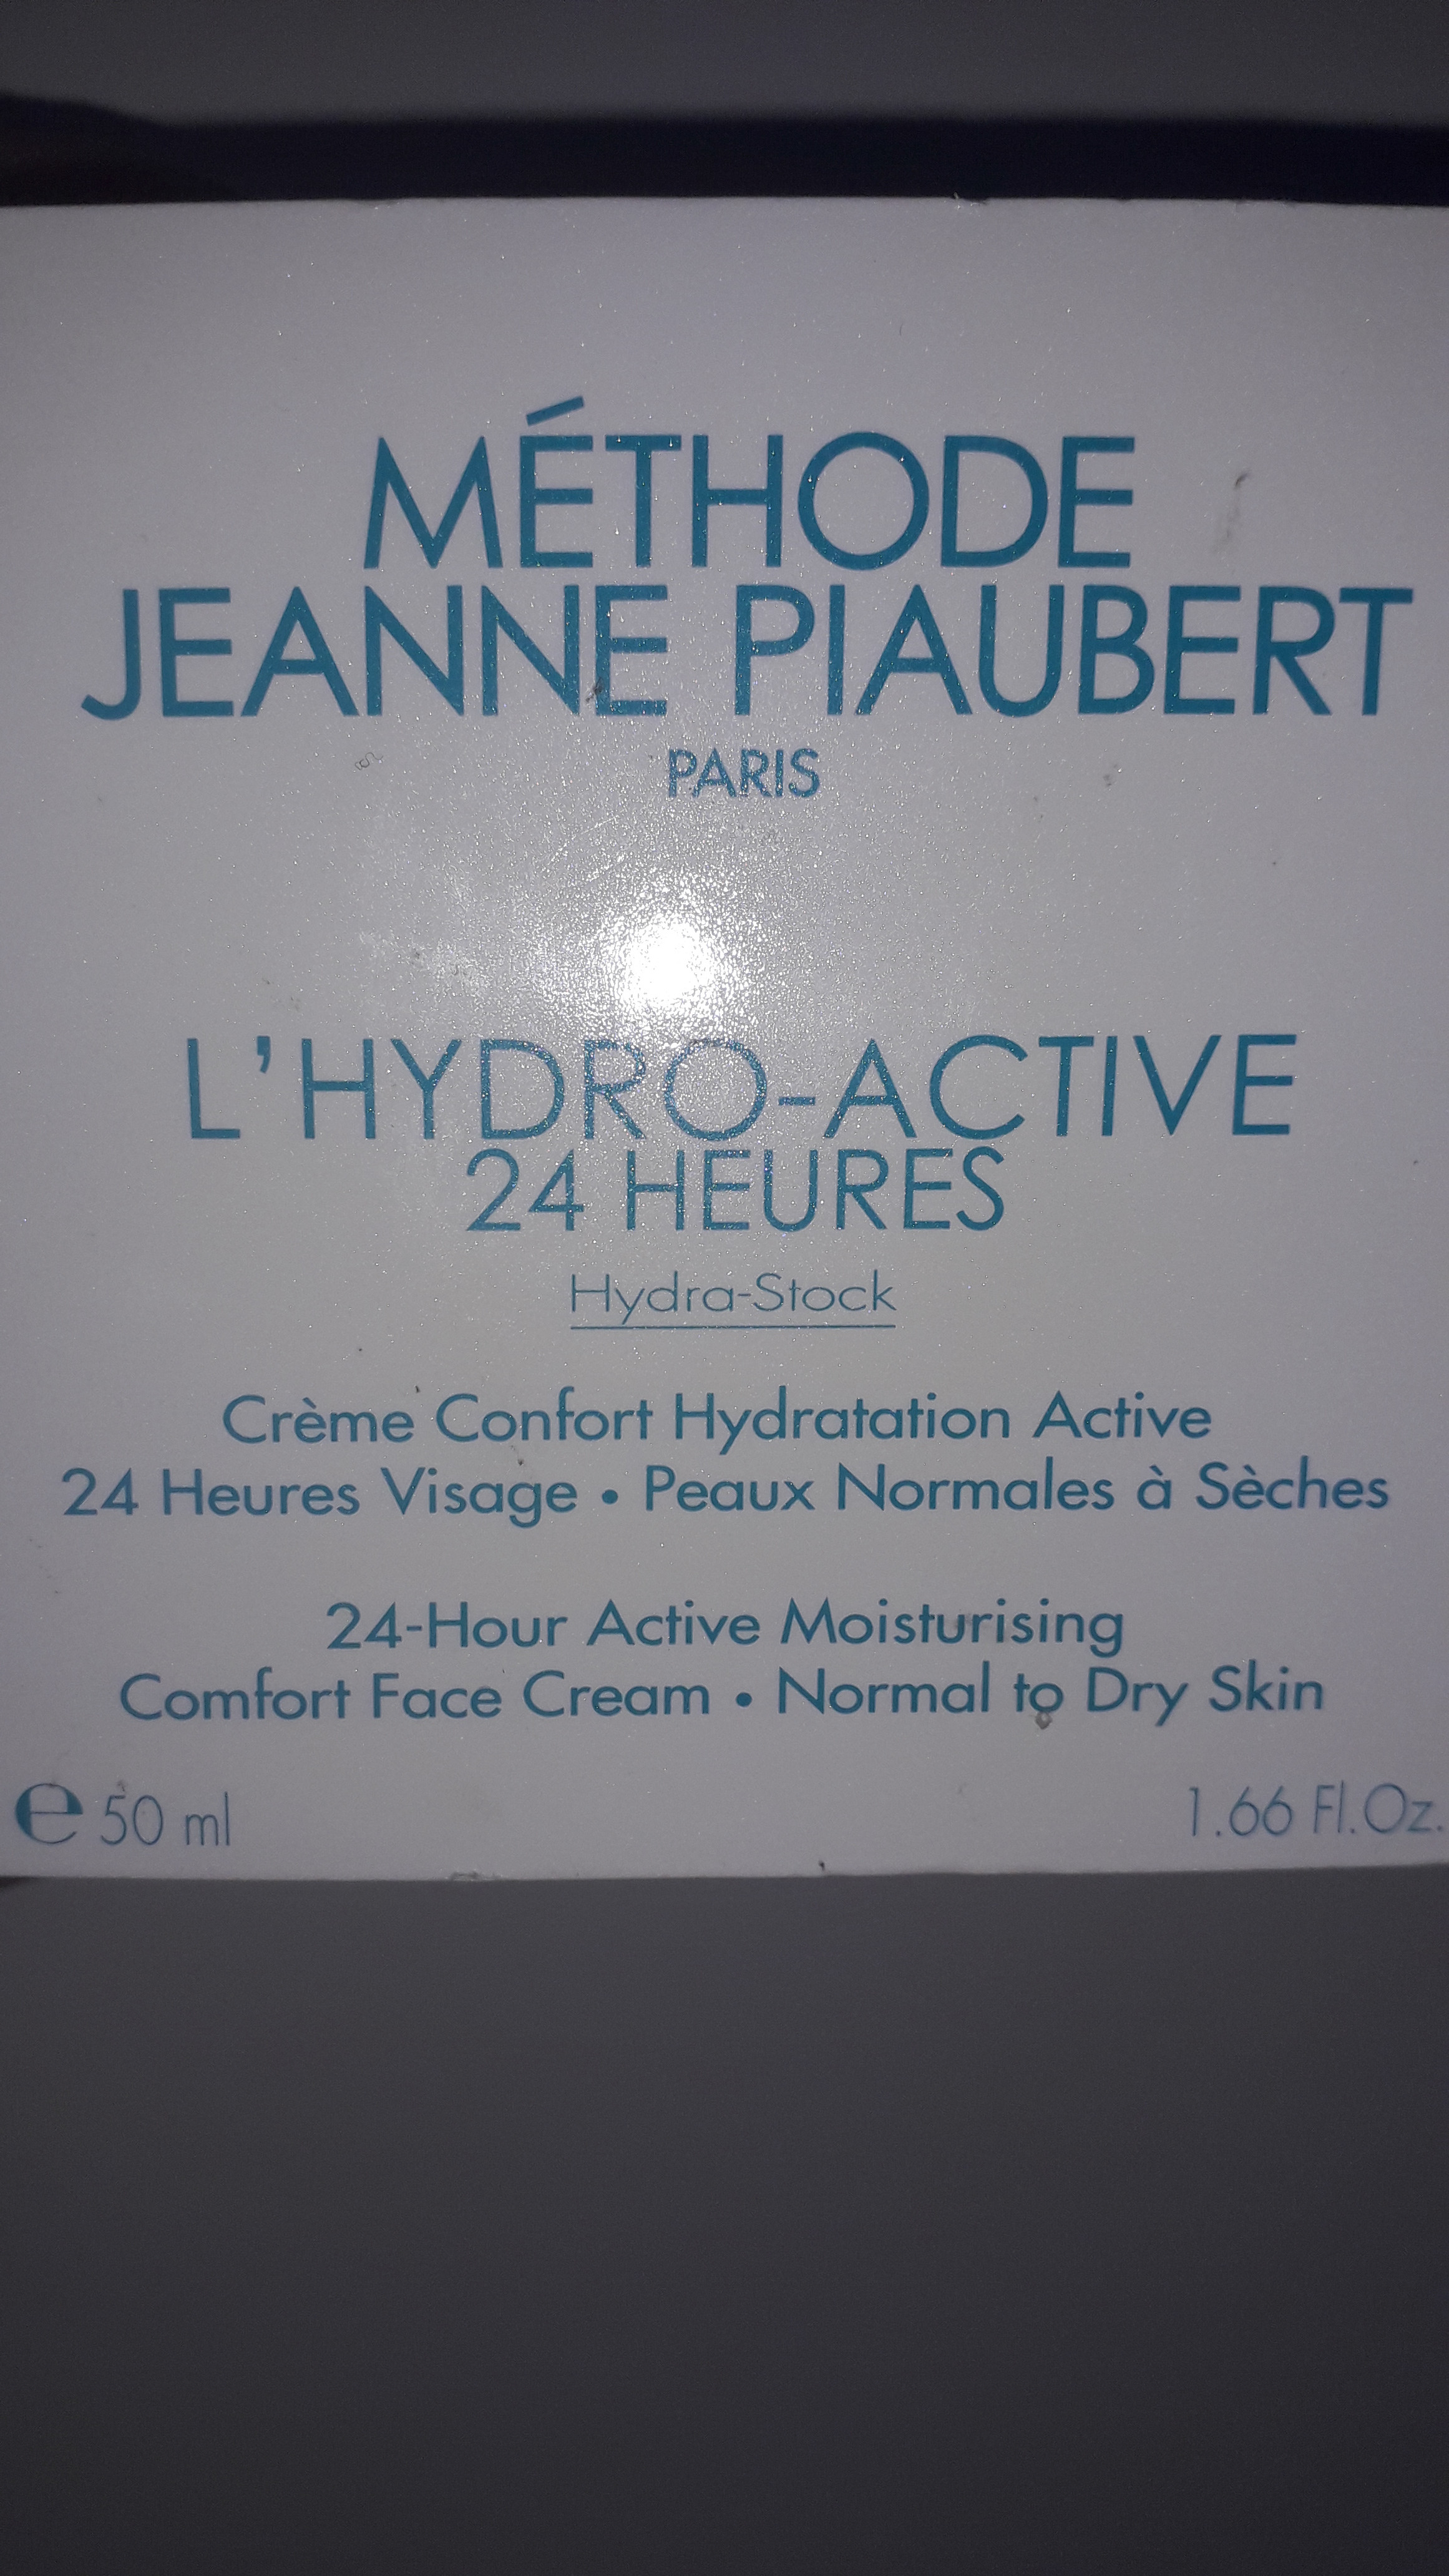 MÉTHODE
JEANNE PIAUBERT
PARIS
L'HYDRO-ACTIVE
24 HEURES
Hydra-Stock
Crème Confort Hydratation Active
24 Heures Visage • Peaux Normales à Sèches
24-Hour Active Moisturising
Comfort Face Cream • Normal to Dry Skin
℮ 50 ml
1.66 Fl.Oz.